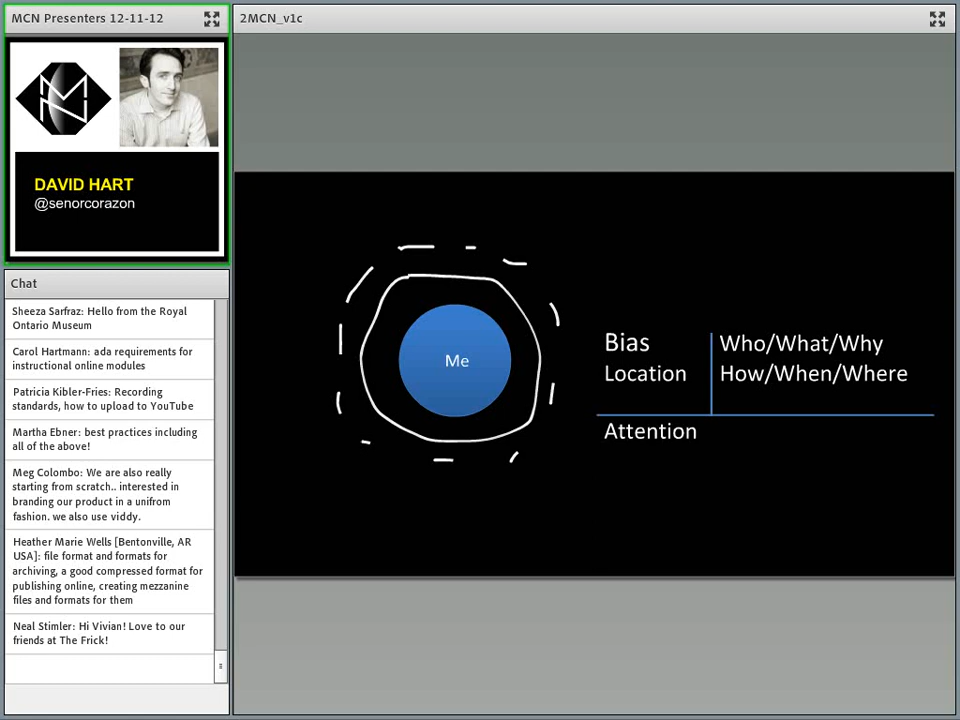 MCN Presenters 12-11-12
DAVID HART
@senorcorazon
Chat
Sheeza Sarfraz: Hello from the Royal
Ontario Museum
Carol Hartmann: ada requirements for
instructional online modules
Patricia Kibler-Fries: Recording
standards, how to upload to YouTube
Martha Ebner: best practices including
all of the above!
Meg Colombo: We are also really
starting from scratch.. interested in
branding our product in a unifrom
fashion. we also use viddy.
Heather Marie Wells [Bentonville, AR
USA]: file format and formats for
archiving, a good compressed format for
publishing online, creating mezzanine
files and formats for them
Neal Stimler: Hi Vivian! Love to our
friends at The Frick!
2MCN_v1c
Me
Bias
Location
Who/What/Why
How/When/Where
Attention